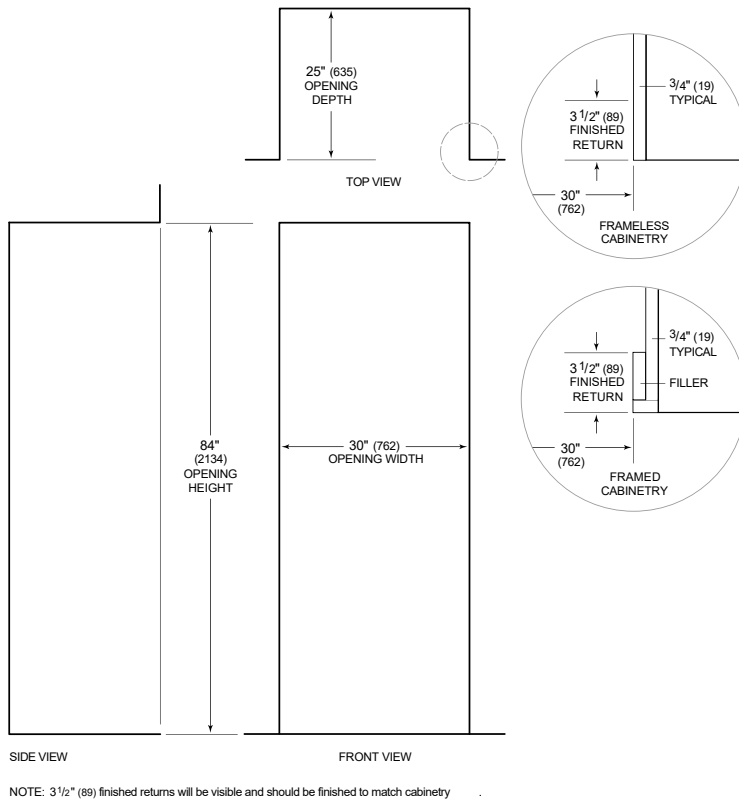 25" (635)
OPENING
DEPTH
TOP VIEW
3/4" (19)
TYPICAL
3 1/2" (89)
FINISHED
RETURN
30"
(762)
FRAMELESS
CABINETRY
3/4" (19)
TYPICAL
3 1/2" (89)
FINISHED
RETURN
FILLER
30"
(762)
FRAMED
CABINETRY
84"
(2134)
OPENING
HEIGHT
30" (762)
OPENING WIDTH
SIDE VIEW
FRONT VIEW
NOTE: 3 1/2" (89) finished returns will be visible and should be finished to match cabinetry .